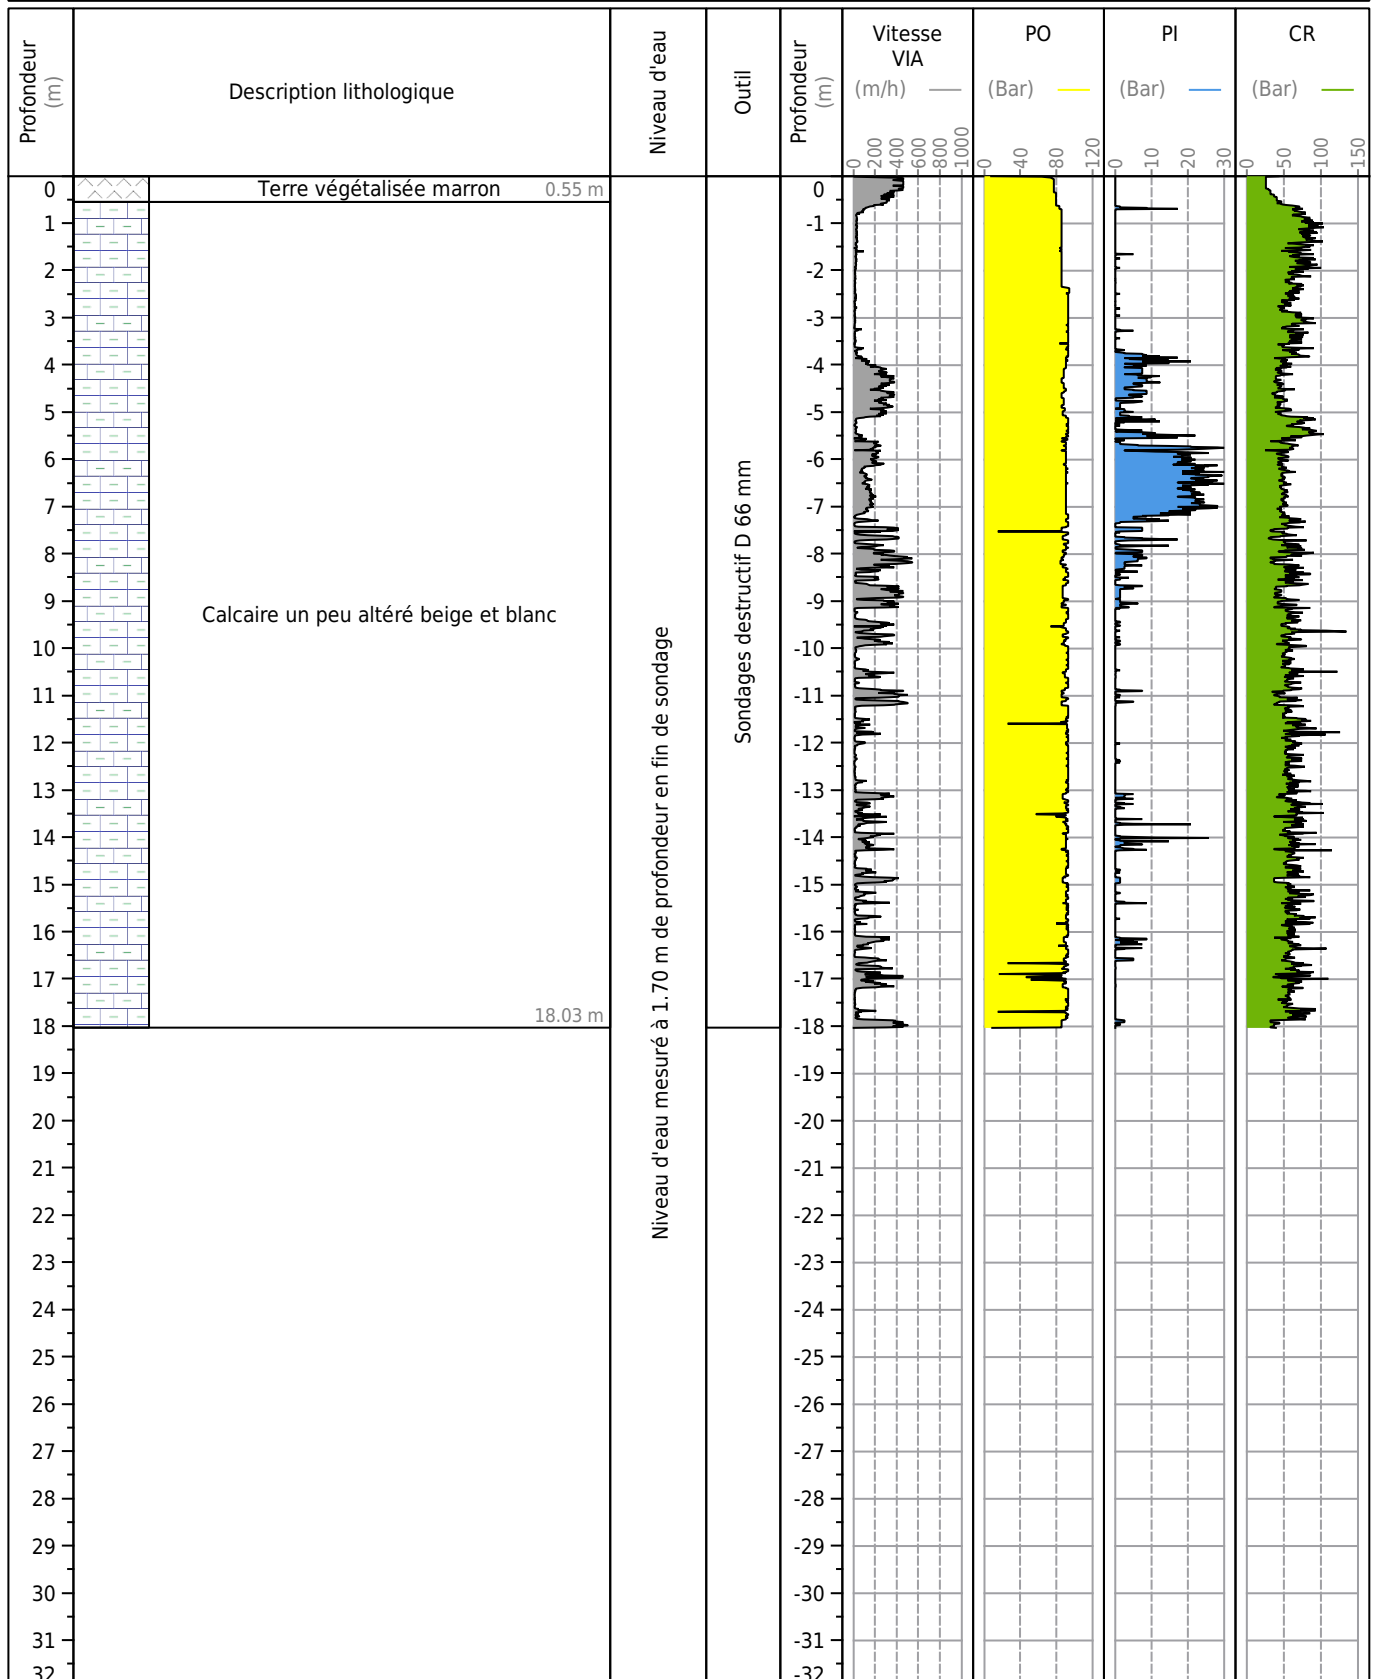 Profondeur
(m)
Description lithologique
Niveau d'eau
Outil
Profondeur
(m)
Vitesse
VIA
(m/h)
0 200 400 600 800 1000
PO
(Bar)
0 40 80 120
PI
(Bar)
0 10 20 30
CR
(Bar)
0 50 100 150
Terre végétalisée marron 0.55 m
Calcaire un peu altéré beige et blanc
18.03 m
Niveau d'eau mesuré à 1.70 m de profondeur en fin de sondage
Sondages destructif D 66 mm
0 0
1 -1
2 -2
3 -3
4 -4
5 -5
6 -6
7 -7
8 -8
9 -9
10 -10
11 -11
12 -12
13 -13
14 -14
15 -15
16 -16
17 -17
18 -18
19 -19
20 -20
21 -21
22 -22
23 -23
24 -24
25 -25
26 -26
27 -27
28 -28
29 -29
30 -30
31 -31
32 -32